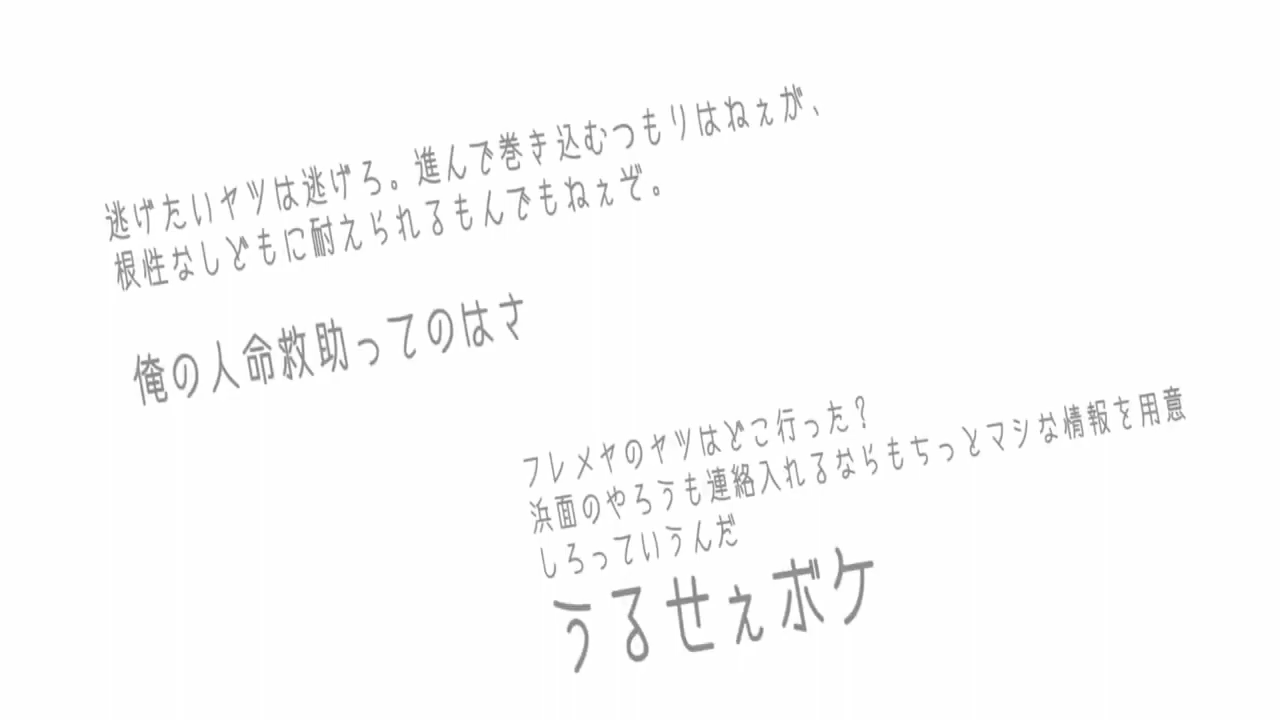 逃げたいヤツは逃げろ。進んで巻き込むつもりはねぇが、
根性なしどもに耐えられるもんでもねぇぞ。
俺の人命救助ってのはさ
フレメヤのヤツはどこ行った?
浜面のやろうも連絡入れるならもちっとマシな情報を用意
しろっていうんだ
うるせぇボケ